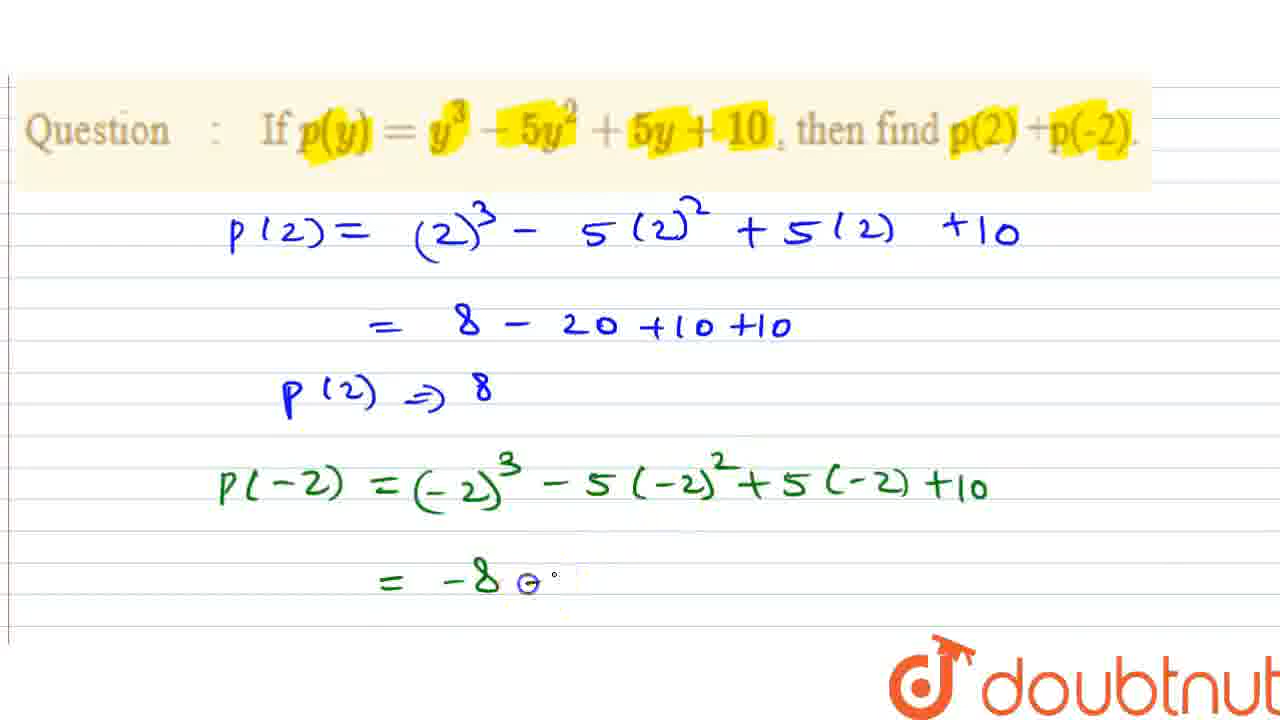 Question : If p(y) = y³ − 5y² + 5y + 10, then find p(2) +p(-2).
p(2) = (2)³ − 5(2)² + 5(2) + 10
= 8 − 20 + 10 + 10
p(2) ⇒ 8
p(−2) = (−2)³ − 5(−2)² + 5(−2) + 10
= −8 −
doubtnut